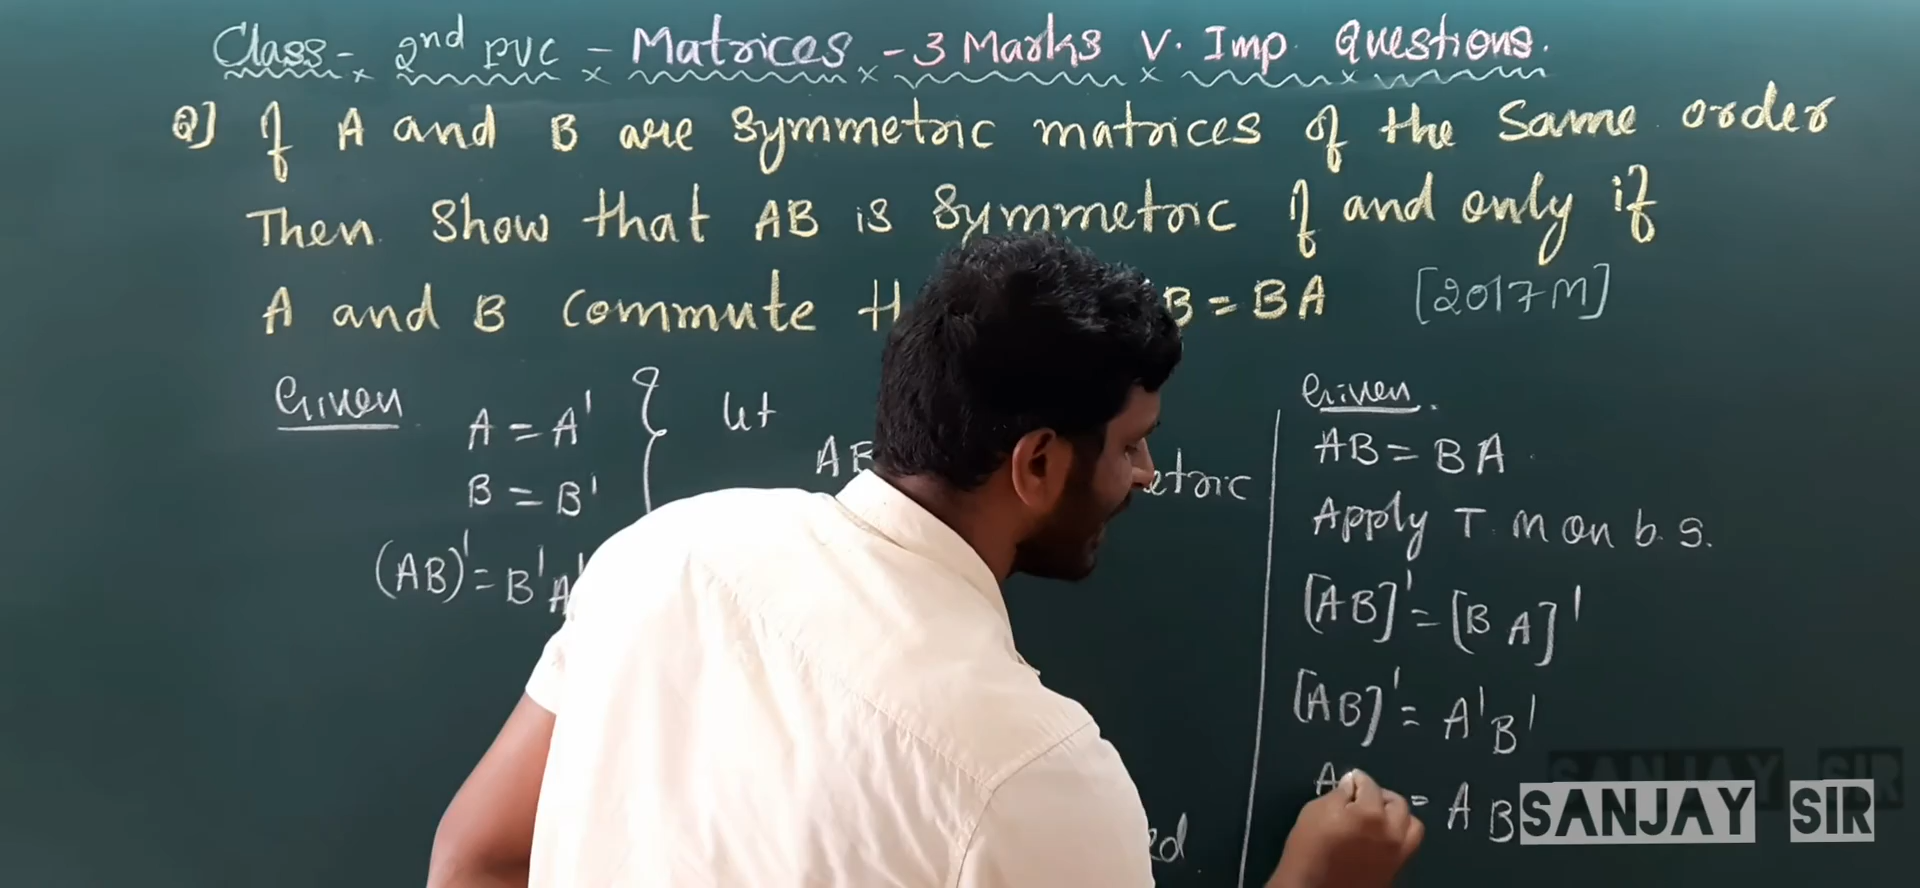 Class - 2nd PUC - Matrices - 3 Marks V. Imp. Questions.
Q] If A and B are Symmetric matrices of the Same order
Then Show that AB is Symmetric if and only if
A and B Commute B = BA [2017 M]
Given A = A'
B = B'
(AB)' = B'A'
let
etric
ed
Given.
AB = BA.
Apply T. M on b. S.
[AB]' = [B A]'
[AB]' = A'B'
A = A B
SANJAY SIR